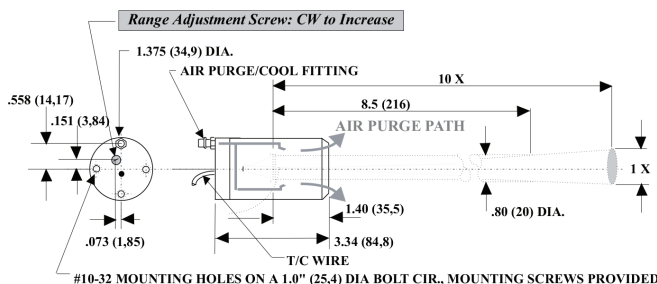 Range Adjustment Screw: CW to Increase
1.375 (34,9) DIA.
AIR PURGE/COOL FITTING
10 X
.558 (14,17)
8.5 (216)
.151 (3,84)
AIR PURGE PATH
1 X
1.40 (35,5)
.80 (20) DIA.
.073 (1,85)
3.34 (84,8)
T/C WIRE
#10-32 MOUNTING HOLES ON A 1.0" (25,4) DIA BOLT CIR., MOUNTING SCREWS PROVIDED